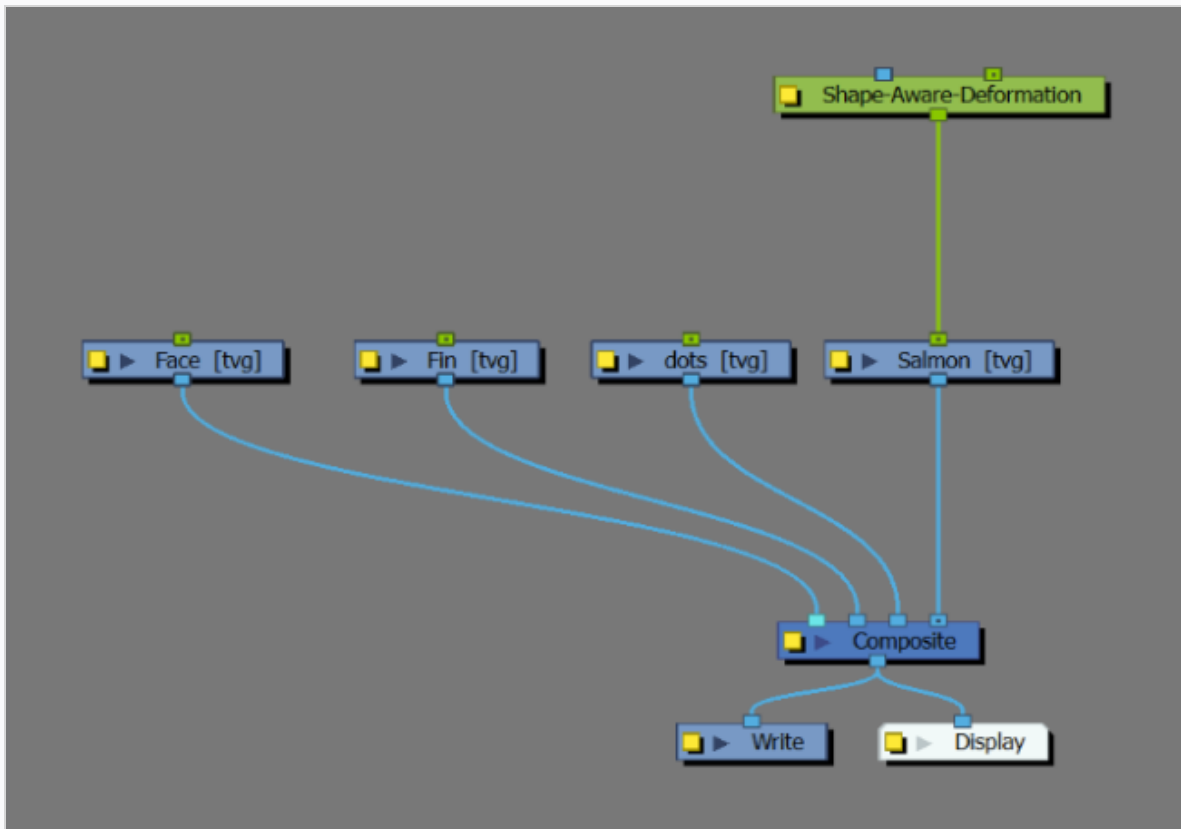 Shape-Aware-Deformation
Face [tvg]
Fin [tvg]
dots [tvg]
Salmon [tvg]
Composite
Write
Display